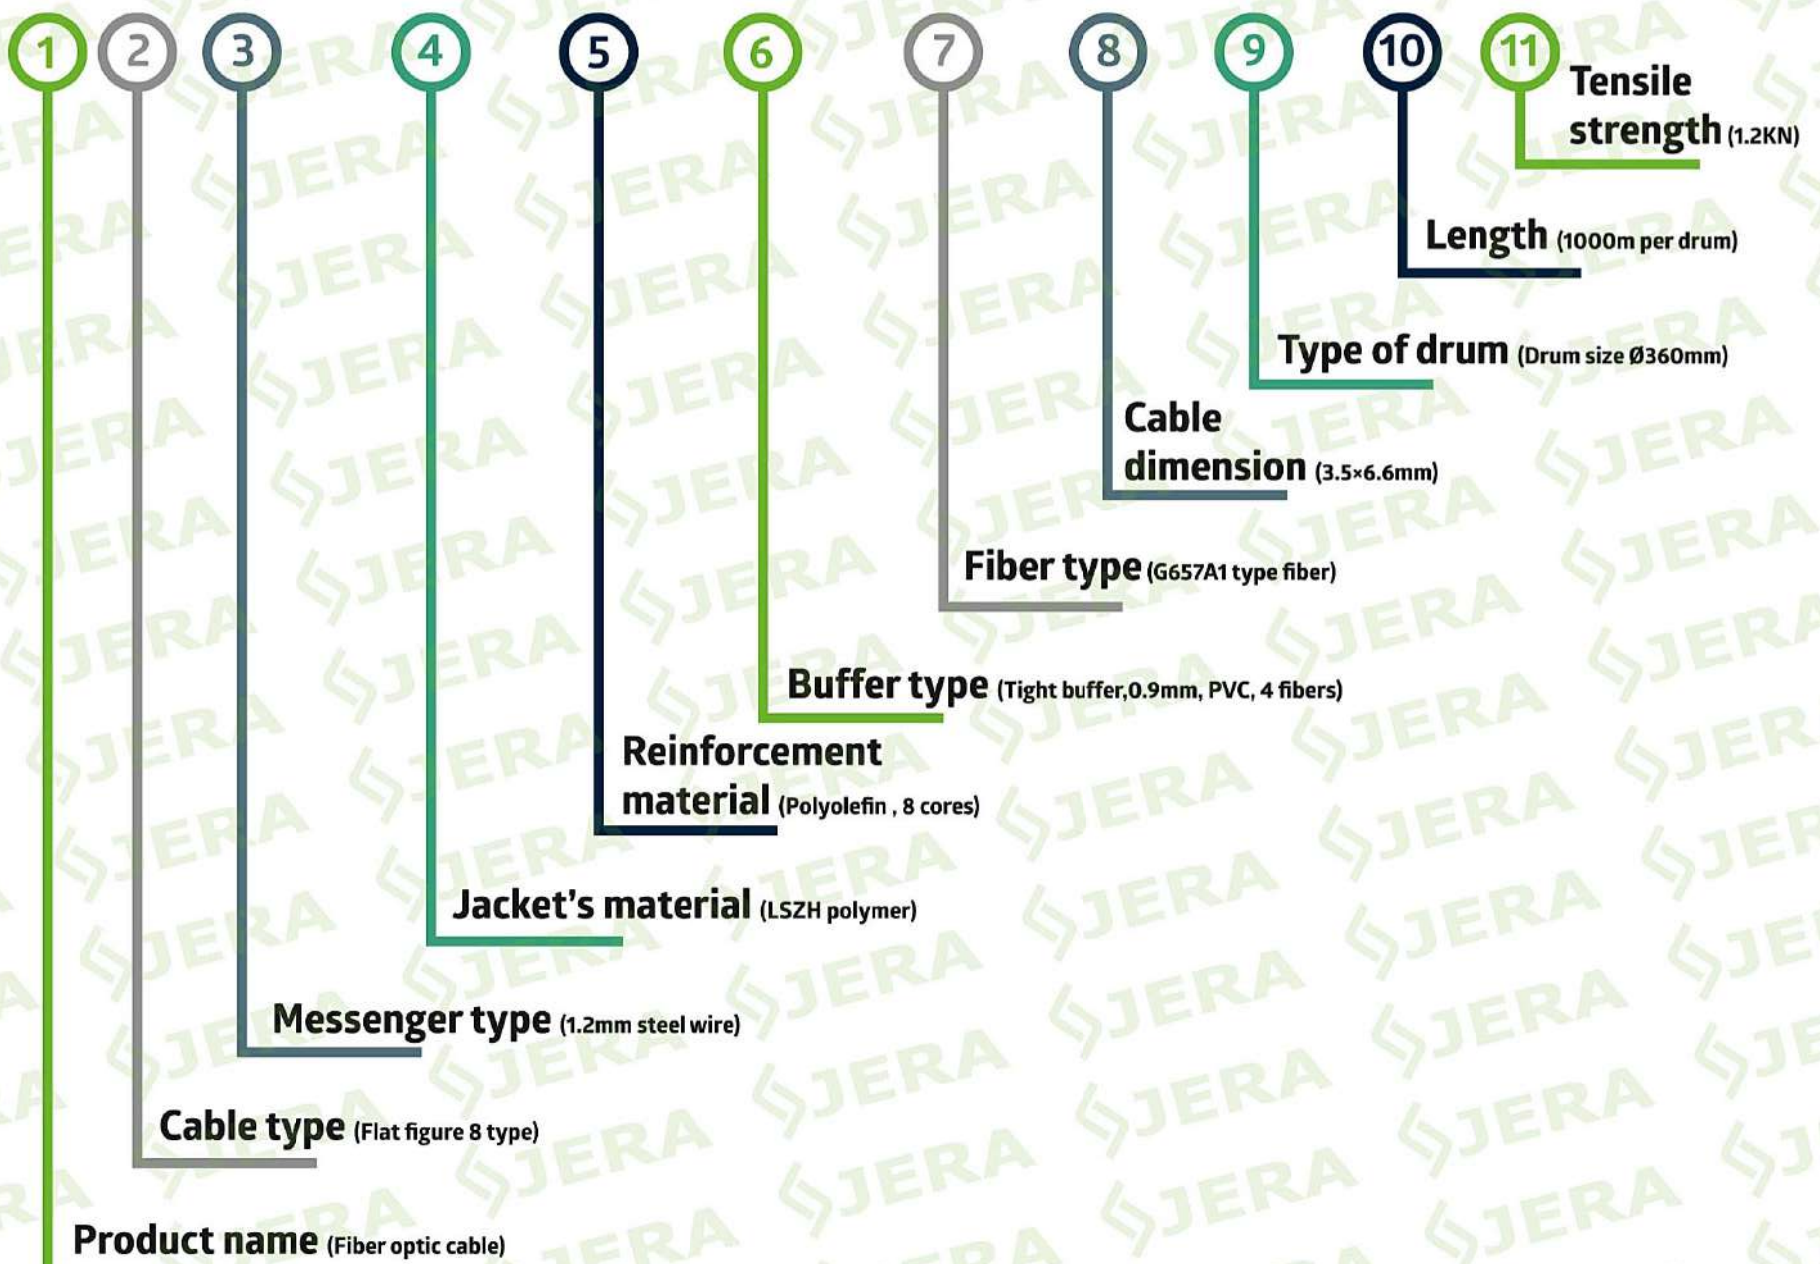 1 2 3 4 5 6 7 8 9 10 11
Tensile
strength (1.2KN)
Length (1000m per drum)
Type of drum (Drum size Ø360mm)
Cable
dimension (3.5×6.6mm)
Fiber type (G657A1 type fiber)
Buffer type (Tight buffer,0.9mm, PVC, 4 fibers)
Reinforcement
material (Polyolefin , 8 cores)
Jacket's material (LSZH polymer)
Messenger type (1.2mm steel wire)
Cable type (Flat figure 8 type)
Product name (Fiber optic cable)
JERA